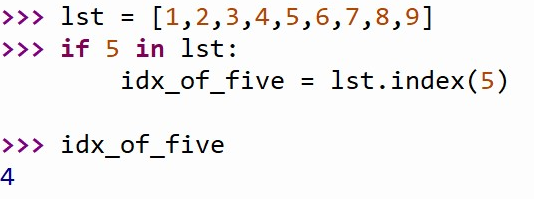 >>> lst = [1,2,3,4,5,6,7,8,9]
>>> if 5 in lst:
        idx_of_five = lst.index(5)

>>> idx_of_five
4